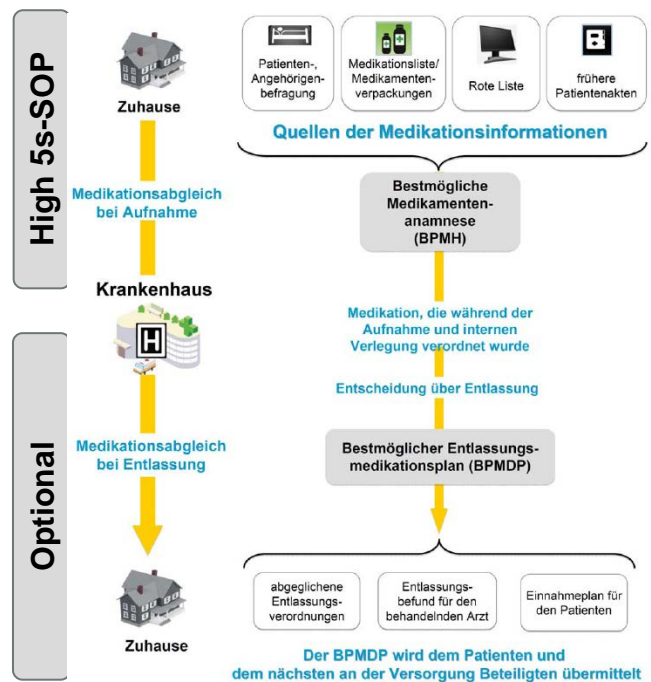 High 5s-SOP
Zuhause
Medikationsabgleich
bei Aufnahme
Krankenhaus
H
Patienten-,
Angehörigen-
befragung
Medikationsliste/
Medikamenten-
verpackungen
Rote Liste
frühere
Patientenakten
Quellen der Medikationsinformationen
Bestmögliche
Medikamenten-
anamnese
(BPMH)
Medikation, die während der
Aufnahme und internen
Verlegung verordnet wurde
Entscheidung über Entlassung
Optional
Medikationsabgleich
bei Entlassung
Zuhause
Bestmöglicher Entlassungs-
medikationsplan (BPMDP)
abgeglichene
Entlassungs-
verordnungen
Entlassungs-
befund für den
behandelnden Arzt
Einnahmeplan für
den Patienten
Der BPMDP wird dem Patienten und
dem nächsten an der Versorgung Beteiligten übermittelt